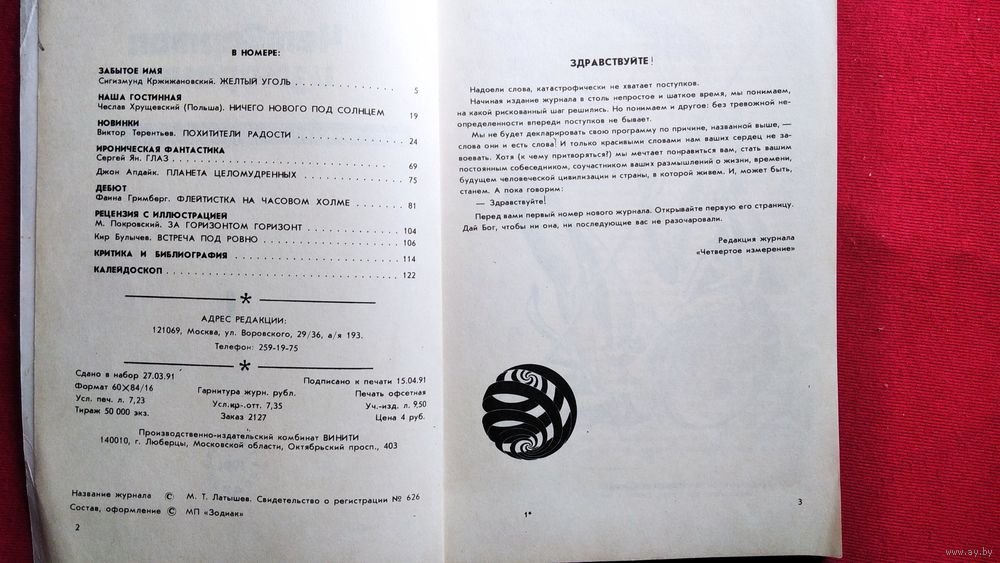 В НОМЕРЕ:
ЗАБЫТОЕ ИМЯ
Сигизмунд Кржижановский. ЖЕЛТЫЙ УГОЛЬ . . . . . . . . . . . . . . . 5
НАША ГОСТИННАЯ
Чеслав Хрущевский (Польша). НИЧЕГО НОВОГО ПОД СОЛНЦЕМ 19
НОВИНКИ
Виктор Терентьев. ПОХИТИТЕЛИ РАДОСТИ . . . . . . . . . . . . . . . 24
ИРОНИЧЕСКАЯ ФАНТАСТИКА
Сергей Ян. ГЛАЗ . . . . . . . . . . . . . . . . . . . . . . . . . . . . . . 69
Джон Апдайк. ПЛАНЕТА ЦЕЛОМУДРЕННЫХ . . . . . . . . . . . . . . 75
ДЕБЮТ
Фаина Гримберг. ФЛЕЙТИСТКА НА ЧАСОВОМ ХОЛМЕ . . . . . . . 81
РЕЦЕНЗИЯ С ИЛЛЮСТРАЦИЕЙ
М. Покровский. ЗА ГОРИЗОНТОМ ГОРИЗОНТ . . . . . . . . . . . . . 104
Кир Булычев. ВСТРЕЧА ПОД РОВНО . . . . . . . . . . . . . . . . . . 106
КРИТИКА И БИБЛИОГРАФИЯ . . . . . . . . . . . . . . . . . . . . . . 114
КАЛЕЙДОСКОП . . . . . . . . . . . . . . . . . . . . . . . . . . . . . . 122
АДРЕС РЕДАКЦИИ:
121069, Москва, ул. Воровского, 29/36, а/я 193.
Телефон: 259-19-75
Сдано в набор 27.03.91 Подписано к печати 15.04.91
Формат 60×84/16 Гарнитура журн. рубл. Печать офсетная
Усл. печ. л. 7,23 Усл.кр.-отт. 7,35 Уч.-изд. л. 9,50
Тираж 50 000 экз. Заказ 2127 Цена 4 руб.
Производственно-издательский комбинат ВИНИТИ
140010, г. Люберцы, Московской области, Октябрьский просп., 403
Название журнала © М. Т. Латышев. Свидетельство о регистрации № 626
Состав, оформление © МП «Зодиак»
2
ЗДРАВСТВУЙТЕ!
Надоели слова, катастрофически не хватает поступков.
Начиная издание журнала в столь непростое и шаткое время, мы понимаем,
на какой рискованный шаг решились. Но понимаем и другое: без тревожной не-
определенности впереди поступков не бывает.
Мы не будет декларировать свою программу по причине, названной выше, —
слова они и есть слова! И только красивыми словами нам ваших сердец не за-
воевать. Хотя (к чему притворяться!) мы мечтает понравиться вам, стать вашим
постоянным собеседником, соучастником ваших размышлений о жизни, времени,
будущем человеческой цивилизации и страны, в которой живем. И, может быть,
станем. А пока говорим:
— Здравствуйте!
Перед вами первый номер нового журнала. Открывайте первую его страницу.
Дай Бог, чтобы ни она, ни последующие вас не разочаровали.
Редакция журнала
«Четвертое измерение»
1*
3
www.ay.by